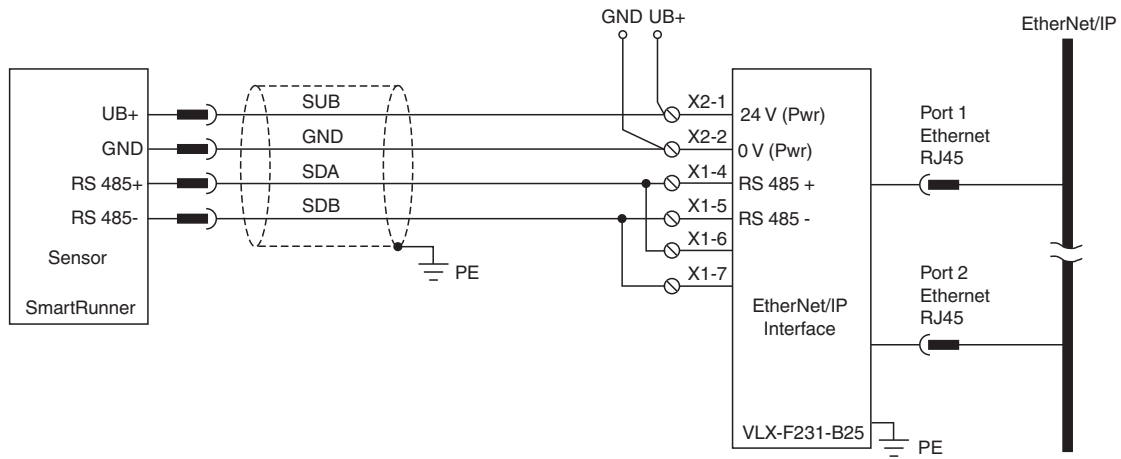 GND UB+
EtherNet/IP
UB+
GND
RS 485+
RS 485-
Sensor
SmartRunner
SUB
GND
SDA
SDB
PE
X2-1
X2-2
X1-4
X1-5
X1-6
X1-7
24 V (Pwr)
0 V (Pwr)
RS 485 +
RS 485 -
EtherNet/IP
Interface
VLX-F231-B25
PE
Port 1
Ethernet
RJ45
Port 2
Ethernet
RJ45